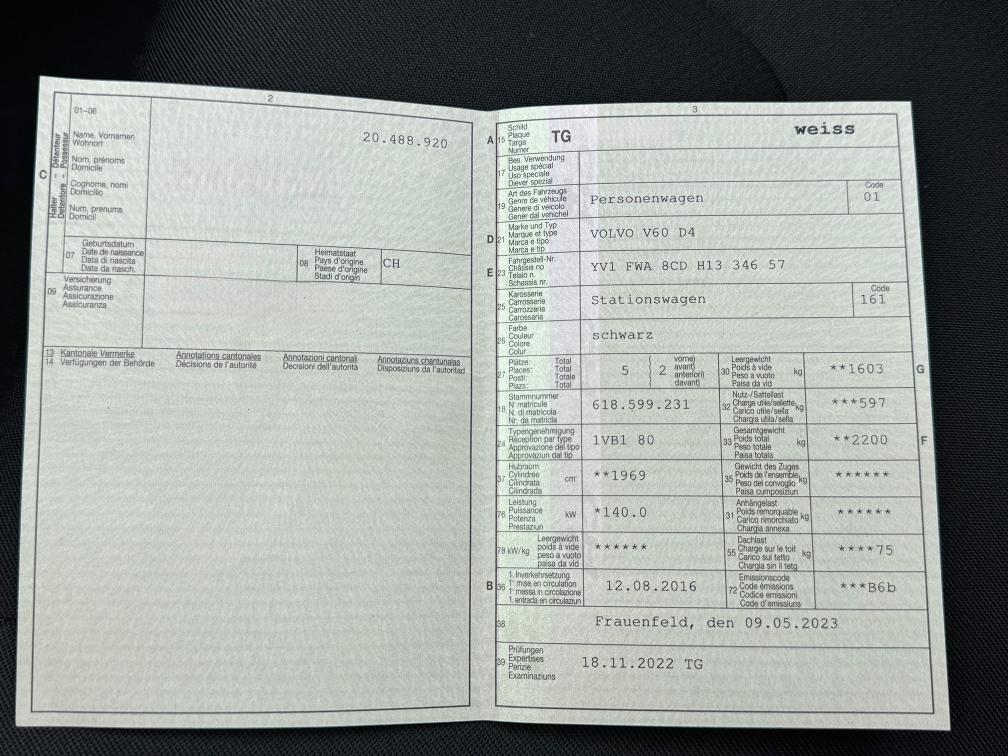 2
01-06
C
Halter - Détenteur
Detentore - Possessur
Name, Vornamen
Wohnort
Nom, prénoms
Domicile
Cognome, nomi
Domicilio
Num, prenums
Domicil
20.488.920
07
Geburtsdatum
Date de naissance
Data di nascita
Data da nasch.
08
Heimatstaat
Pays d'origine
Paese d'origine
Stadi d'origin
CH
09
Versicherung
Assurance
Assicurazione
Assicuranza
13 Kantonale Vermerke Annotations cantonales Annotazioni cantonali Annotaziuns chantunalas
14 Verfügungen der Behörde Décisions de l'autorité Decisioni dell'autorità Disposiziuns da l'autoritad
3
A 15
Schild
Plaque
Targa
Numer
TG
weiss
17
Bes. Verwendung
Usage spécial
Uso speciale
Diever spezial
19
Art des Fahrzeugs
Genre de véhicule
Genere di veicolo
Gener dal vehichel
Personenwagen
Code
01
D 21
Marke und Typ
Marque et type
Marca e tipo
Marca e tip
VOLVO V60 D4
E 23
Fahrgestell-Nr.
Châssis no
Telaio n.
Schassis nr.
YV1 FWA 8CD H13 346 57
25
Karosserie
Carrosserie
Carrozzeria
Carossaria
Stationswagen
Code
161
26
Farbe
Couleur
Colore
Colur
schwarz
27
Plätze: Total
Places: Total
Posti: Totale
Plazs: Total
5
2
vorne)
avant)
anteriori)
davant)
30
Leergewicht
Poids à vide
Peso a vuoto
Paisa da vid
kg
**1603
G
18
Stammnummer
N° matricule
N. di matricola
Nr. da matricla
618.599.231
32
Nutz-/Sattellast
Charge utile/sellette
Carico utile/sella
Chargia utila/sella
kg
***597
24
Typengenehmigung
Réception par type
Approvazione del tipo
Approvaziun dal tip
1VB1 80
33
Gesamtgewicht
Poids total
Peso totale
Paisa totala
kg
**2200
F
37
Hubraum
Cylindrée
Cilindrata
Cilindrada
cm³
**1969
35
Gewicht des Zuges
Poids de l'ensemble
Peso del convoglio
Paisa cumposiziun
kg
******
76
Leistung
Puissance
Potenza
Prestaziun
kW
*140.0
31
Anhängelast
Poids remorquable
Carico rimorchiato
Chargia annexa
kg
******
78 kW/kg
Leergewicht
poids à vide
peso a vuoto
paisa da vid
******
55
Dachlast
Charge sur le toit
Carico sul tetto
Chargia sin il tetg
kg
****75
B 36
1. Inverkehrsetzung
1re mise en circulation
1a messa in circolazione
1. entrada en circulaziun
12.08.2016
72
Emissionscode
Code émissions
Codice emissioni
Code d'emissiuns
***B6b
38
Frauenfeld, den 09.05.2023
39
Prüfungen
Expertises
Perizie
Examinaziuns
18.11.2022 TG